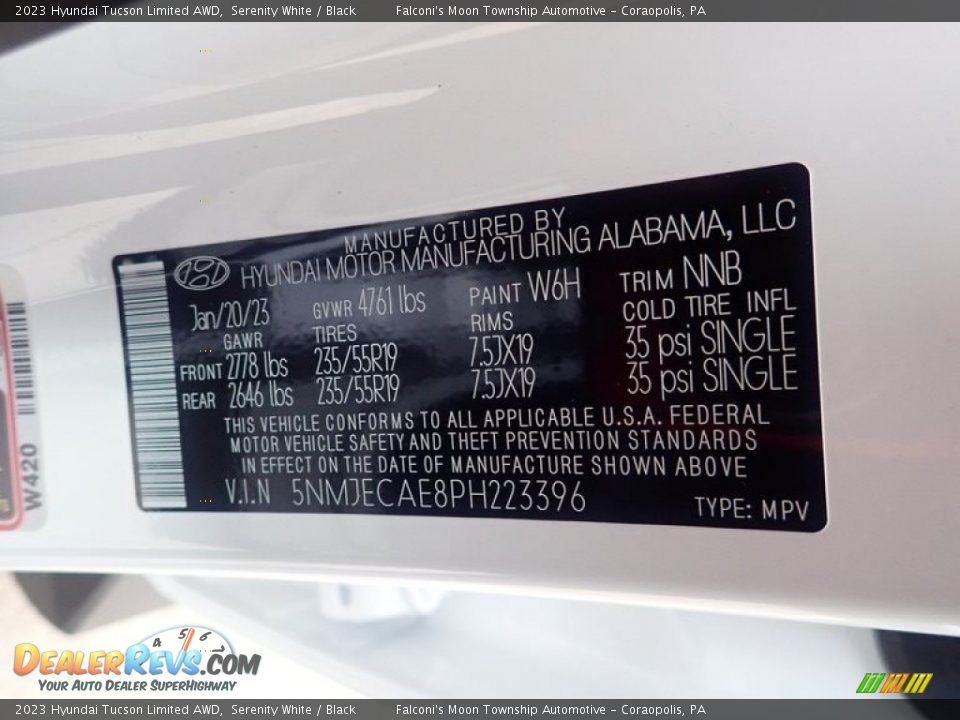 2023 Hyundai Tucson Limited AWD, Serenity White / Black Falconi's Moon Township Automotive - Coraopolis, PA
MANUFACTURED BY
HYUNDAI MOTOR MANUFACTURING ALABAMA, LLC
Jan/20/23 GVWR 4761 lbs PAINT W6H TRIM NNB
GAWR TIRES RIMS COLD TIRE INFL
FRONT 2778 lbs 235/55R19 7.5JX19 35 psi SINGLE
REAR 2646 lbs 235/55R19 7.5JX19 35 psi SINGLE
THIS VEHICLE CONFORMS TO ALL APPLICABLE U.S.A. FEDERAL
MOTOR VEHICLE SAFETY AND THEFT PREVENTION STANDARDS
IN EFFECT ON THE DATE OF MANUFACTURE SHOWN ABOVE
V.I.N 5NMJECAE8PH223396 TYPE: MPV
W420
4 5 6
DEALERREVS.COM
YOUR AUTO DEALER SUPERHIGHWAY
2023 Hyundai Tucson Limited AWD, Serenity White / Black Falconi's Moon Township Automotive - Coraopolis, PA